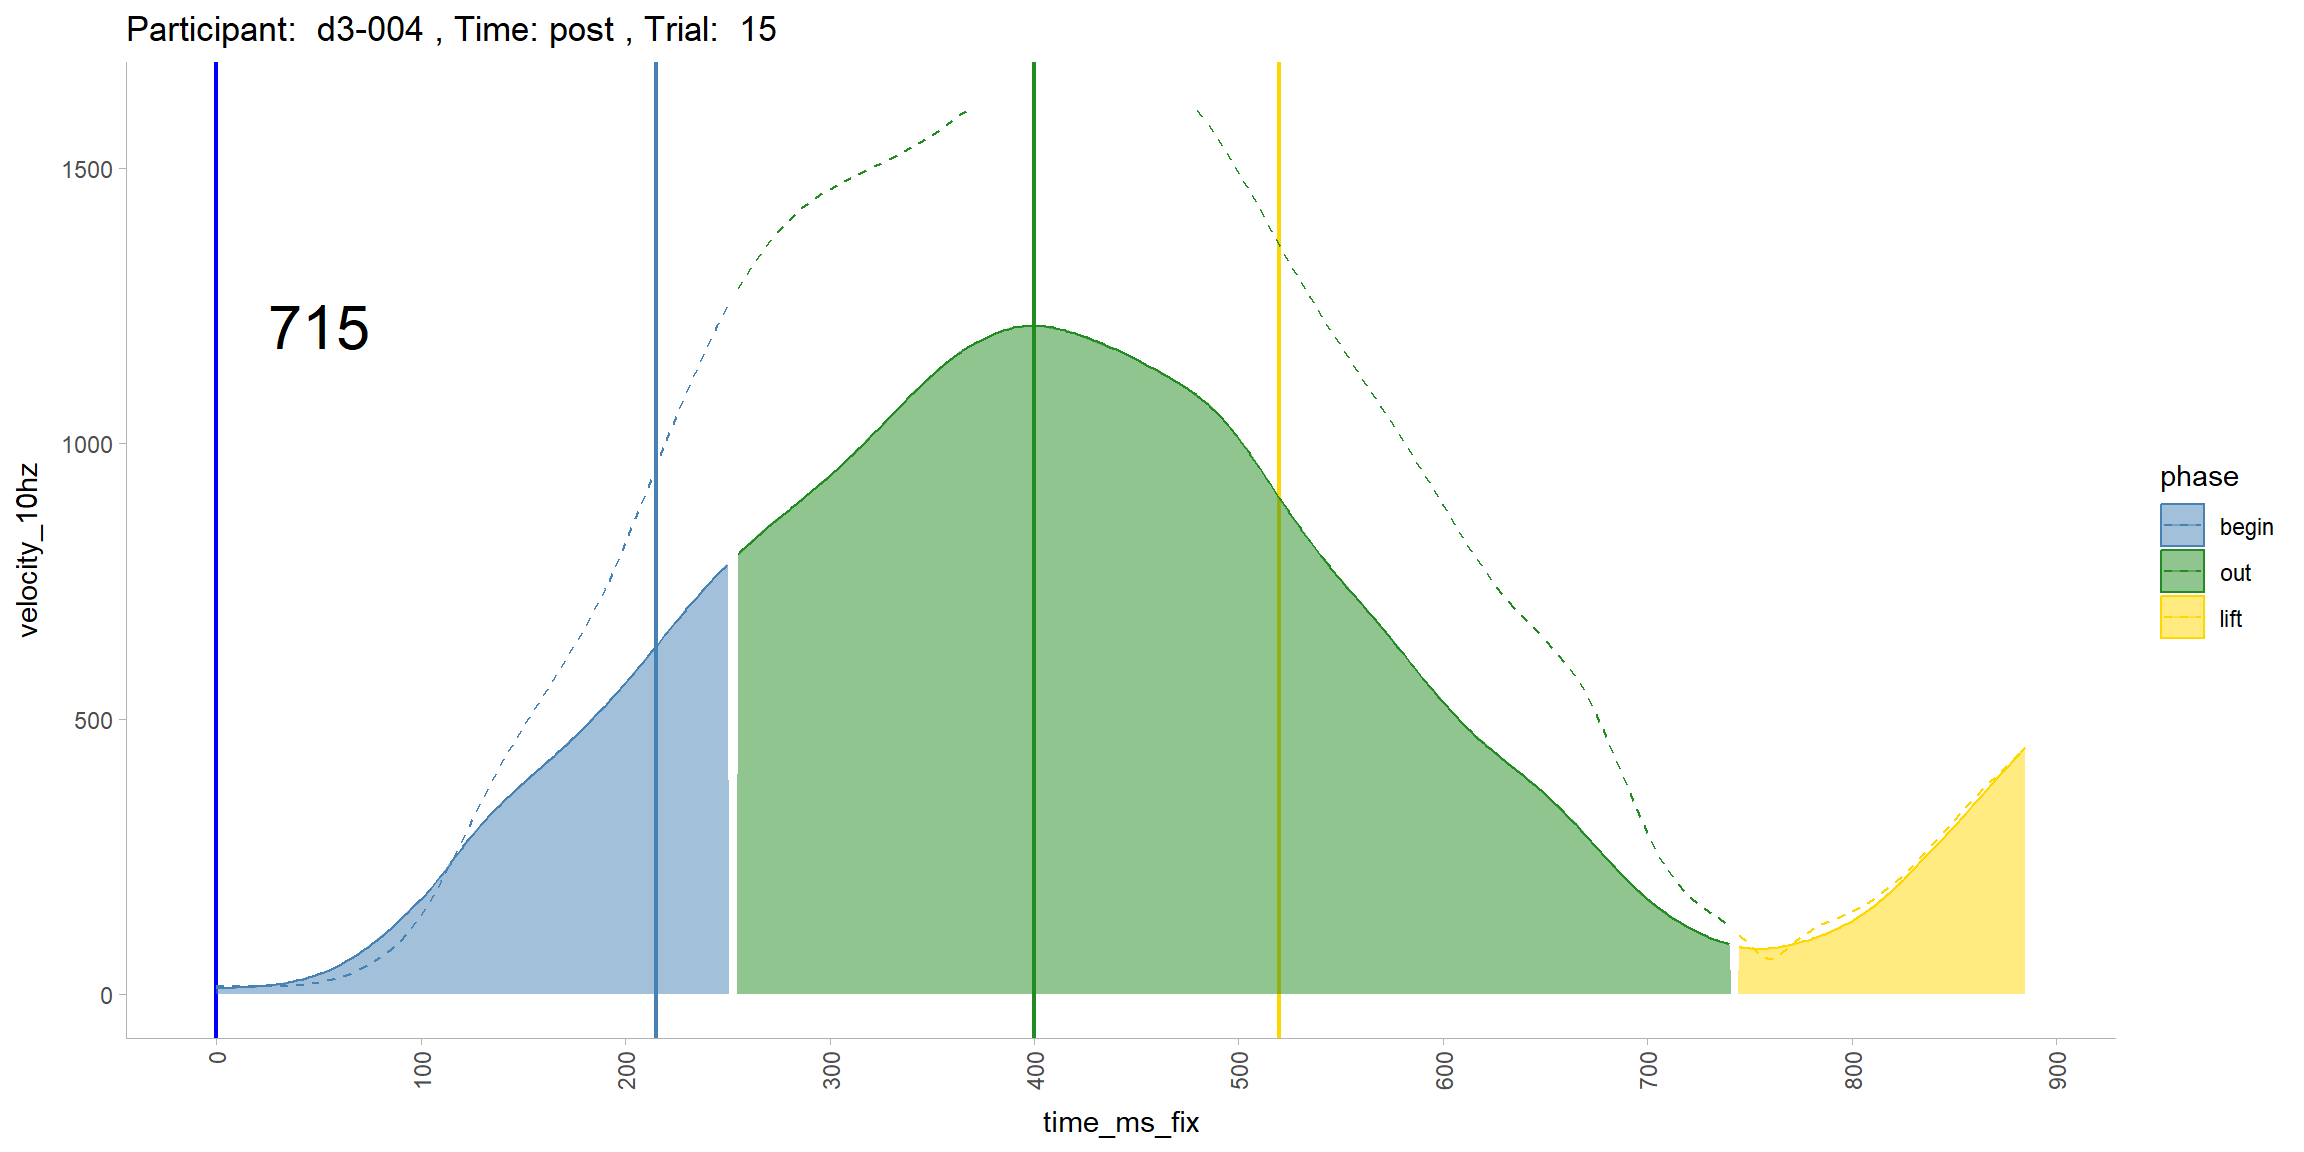 Participant:  d3-004 , Time: post , Trial:  15
715
1500
1000
500
0
velocity_10hz
0 100 200 300 400 500 600 700 800 900
time_ms_fix
phase
begin
out
lift